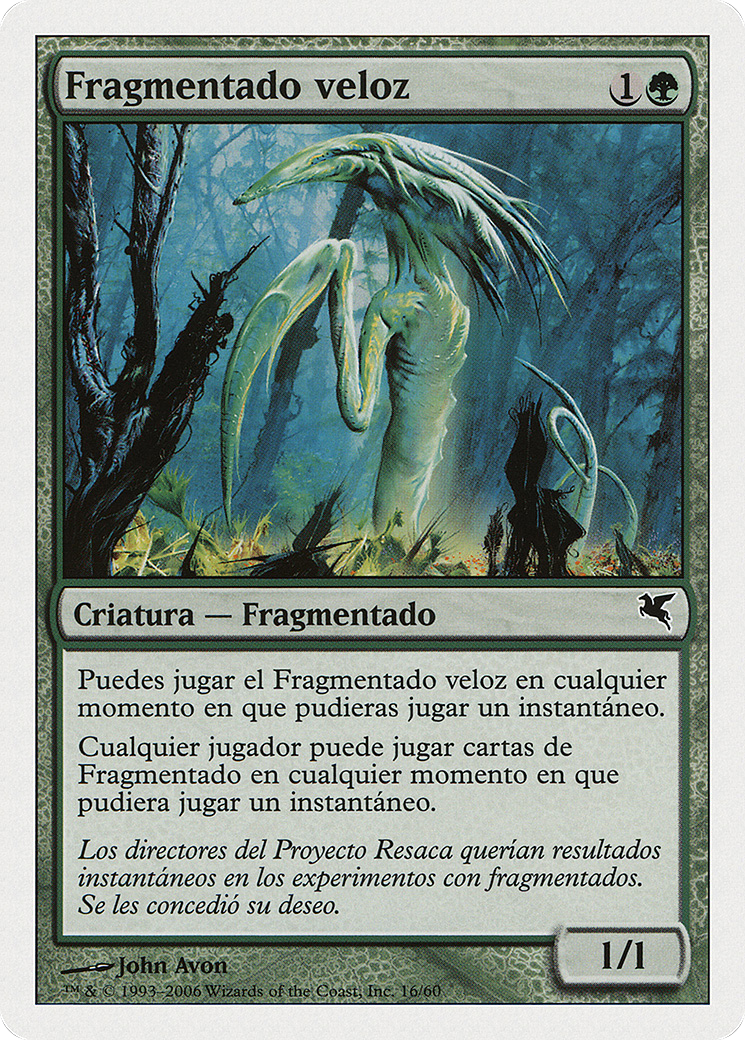 Fragmentado veloz
1
Criatura — Fragmentado
Puedes jugar el Fragmentado veloz en cualquier
momento en que pudieras jugar un instantáneo.
Cualquier jugador puede jugar cartas de
Fragmentado en cualquier momento en que
pudiera jugar un instantáneo.
Los directores del Proyecto Resaca querían resultados
instantáneos en los experimentos con fragmentados.
Se les concedió su deseo.
1/1
John Avon
™ & © 1993–2006 Wizards of the Coast, Inc. 16/60